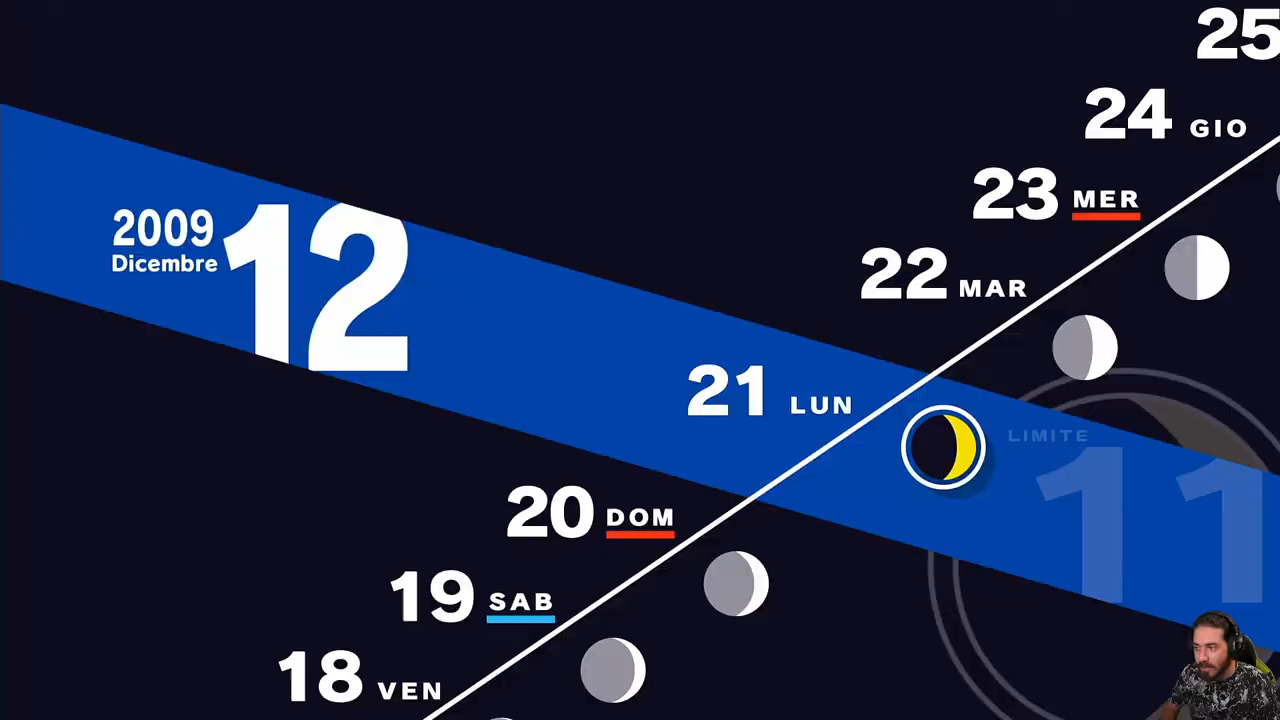 25
24 GIO
23 MER
22 MAR
2009
Dicembre
12
21 LUN
LIMITE
11
20 DOM
19 SAB
18 VEN